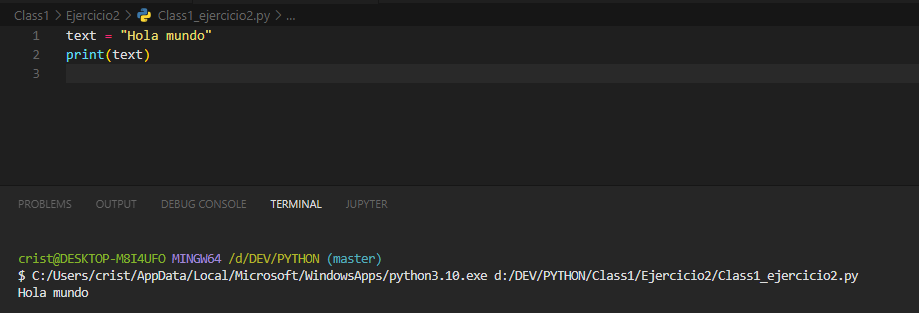 Class1 > Ejercicio2 > Class1_ejercicio2.py > ...
1 text = "Hola mundo"
2 print(text)
3
PROBLEMS OUTPUT DEBUG CONSOLE TERMINAL JUPYTER
crist@DESKTOP-M8I4UFO MINGW64 /d/DEV/PYTHON (master)
$ C:/Users/crist/AppData/Local/Microsoft/WindowsApps/python3.10.exe d:/DEV/PYTHON/Class1/Ejercicio2/Class1_ejercicio2.py
Hola mundo